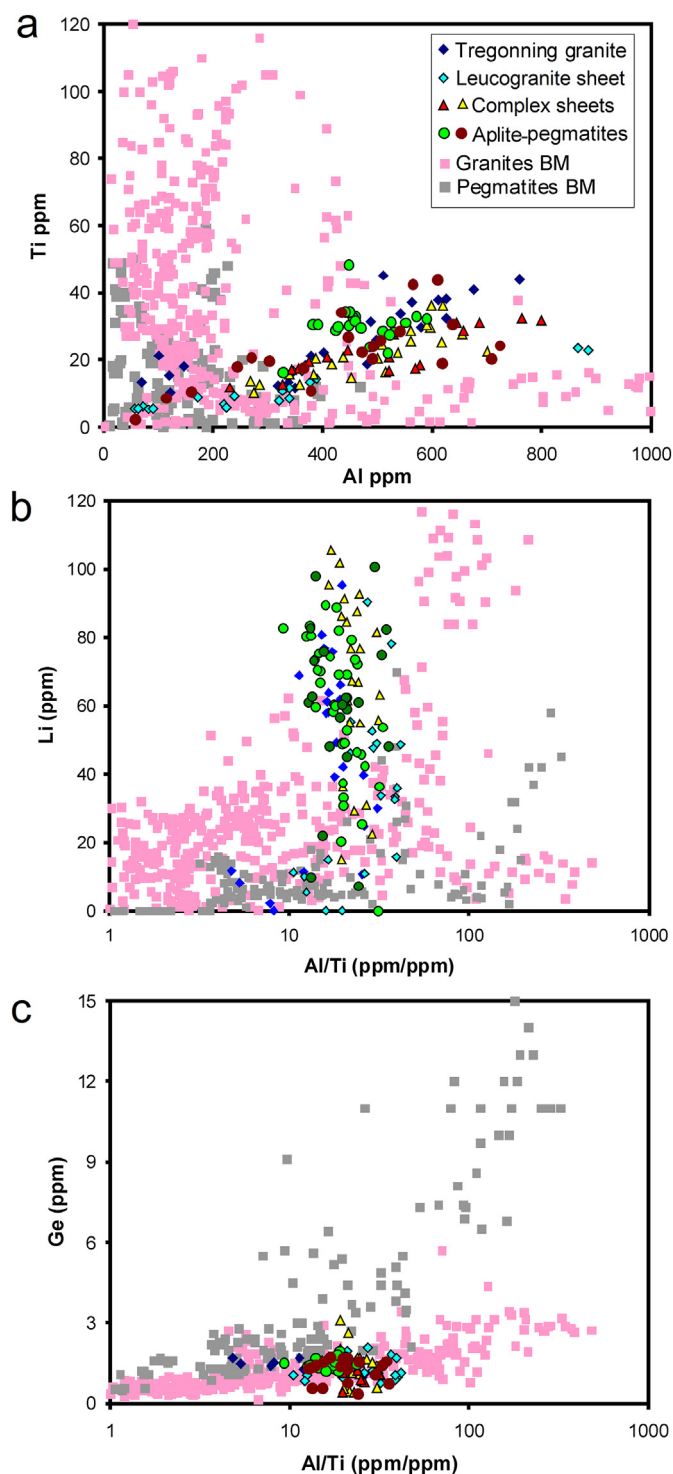 a
120
100
80
60
40
20
0
Ti ppm
Tregonning granite
Leucogranite sheet
Complex sheets
Aplite-pegmatites
Granites BM
Pegmatites BM
0 200 400 600 800 1000
Al ppm
b
120
100
80
60
40
20
0
Li (ppm)
1 10 100 1000
Al/Ti (ppm/ppm)
c
15
12
9
6
3
0
Ge (ppm)
1 10 100 1000
Al/Ti (ppm/ppm)